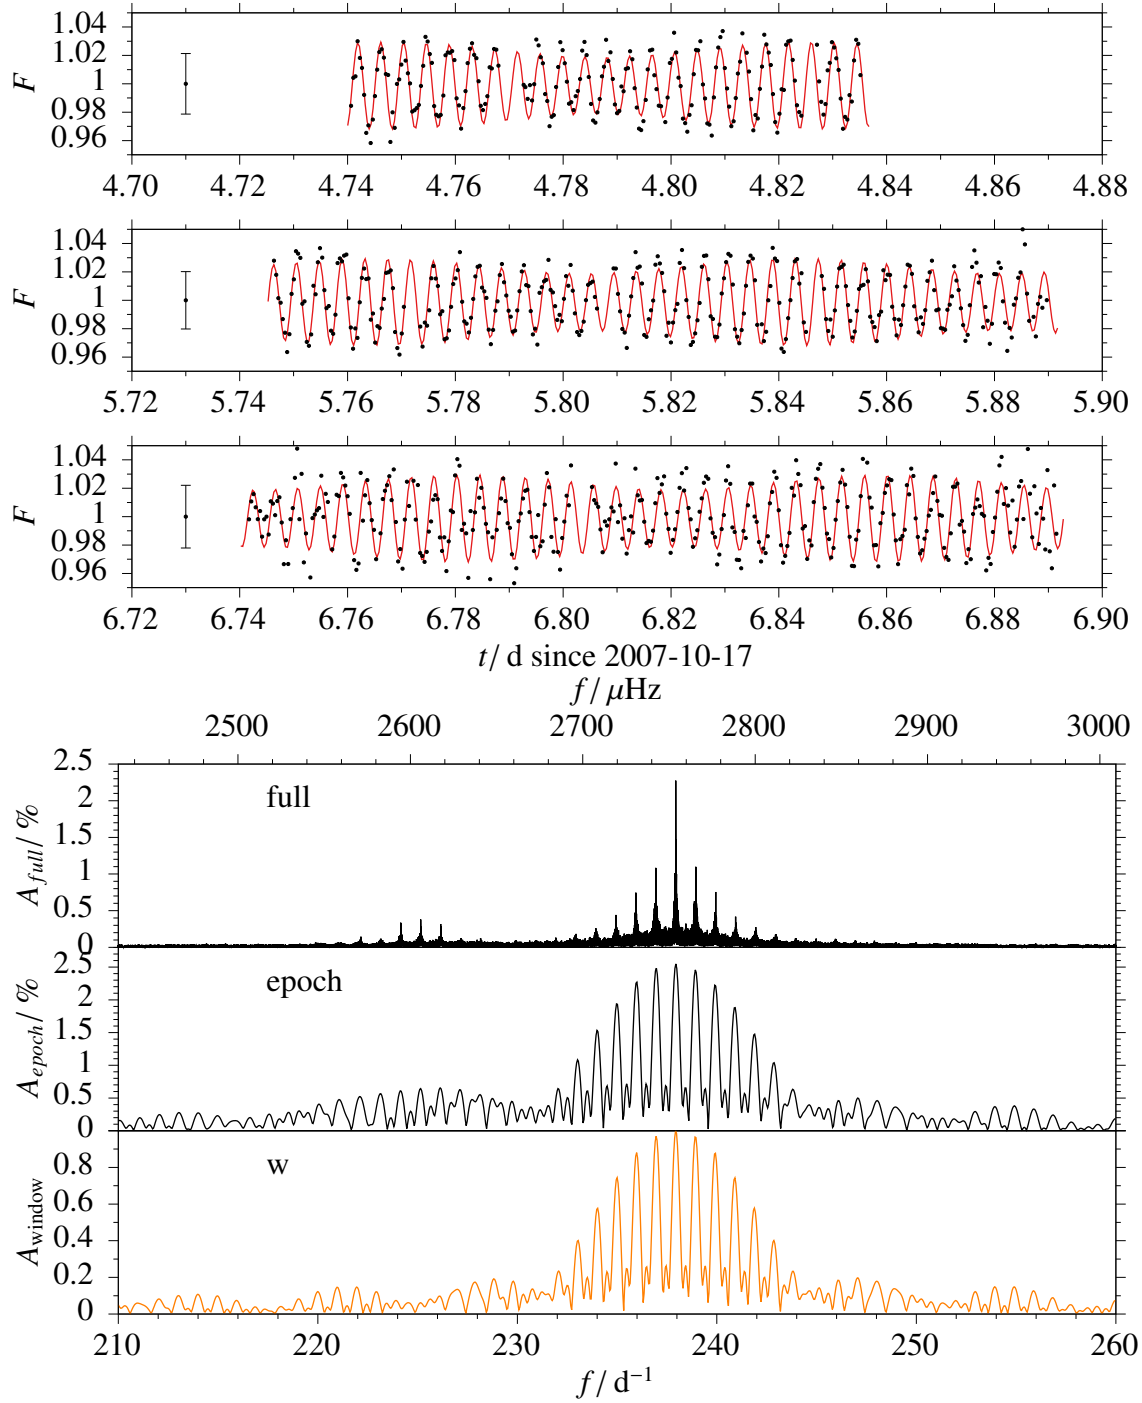 1.04
1.02
1
0.98
0.96
F
4.70 4.72 4.74 4.76 4.78 4.80 4.82 4.84 4.86 4.88
1.04
1.02
1
0.98
0.96
F
5.72 5.74 5.76 5.78 5.80 5.82 5.84 5.86 5.88 5.90
1.04
1.02
1
0.98
0.96
F
6.72 6.74 6.76 6.78 6.80 6.82 6.84 6.86 6.88 6.90
t/ d since 2007-10-17
f/ μHz
2500 2600 2700 2800 2900 3000
2.5
2
1.5
1
0.5
0
A_full/ %
full
2.5
2
1.5
1
0.5
0
A_epoch/ %
epoch
0.8
0.6
0.4
0.2
0
A_window
w
210 220 230 240 250 260
f/ d⁻¹